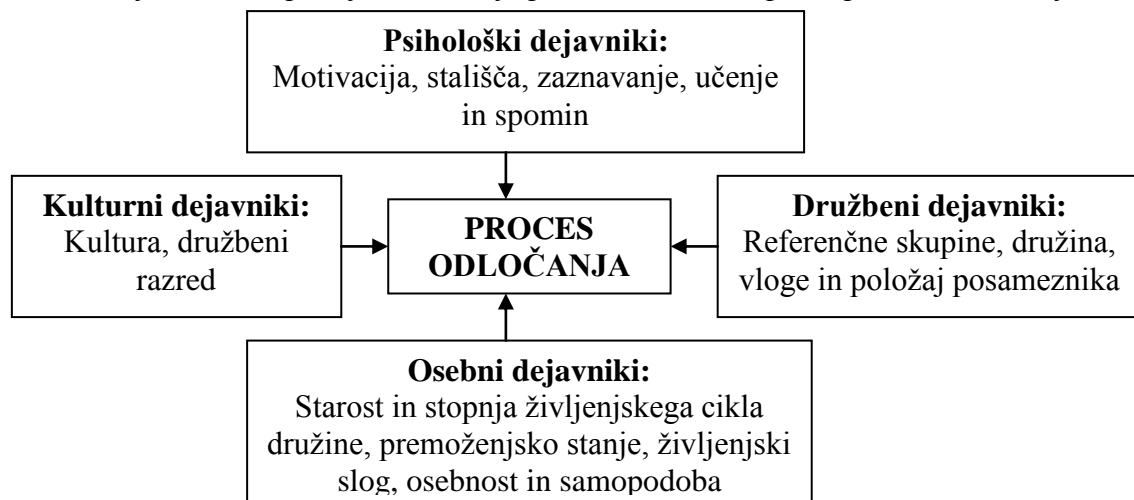 Psihološki dejavniki:
Motivacija, stališča, zaznavanje, učenje
in spomin
Kulturni dejavniki:
Kultura, družbeni
razred
PROCES
ODLOČANJA
Družbeni dejavniki:
Referenčne skupine, družina,
vloge in položaj posameznika
Osebni dejavniki:
Starost in stopnja življenjskega cikla
družine, premoženjsko stanje, življenjski
slog, osebnost in samopodoba